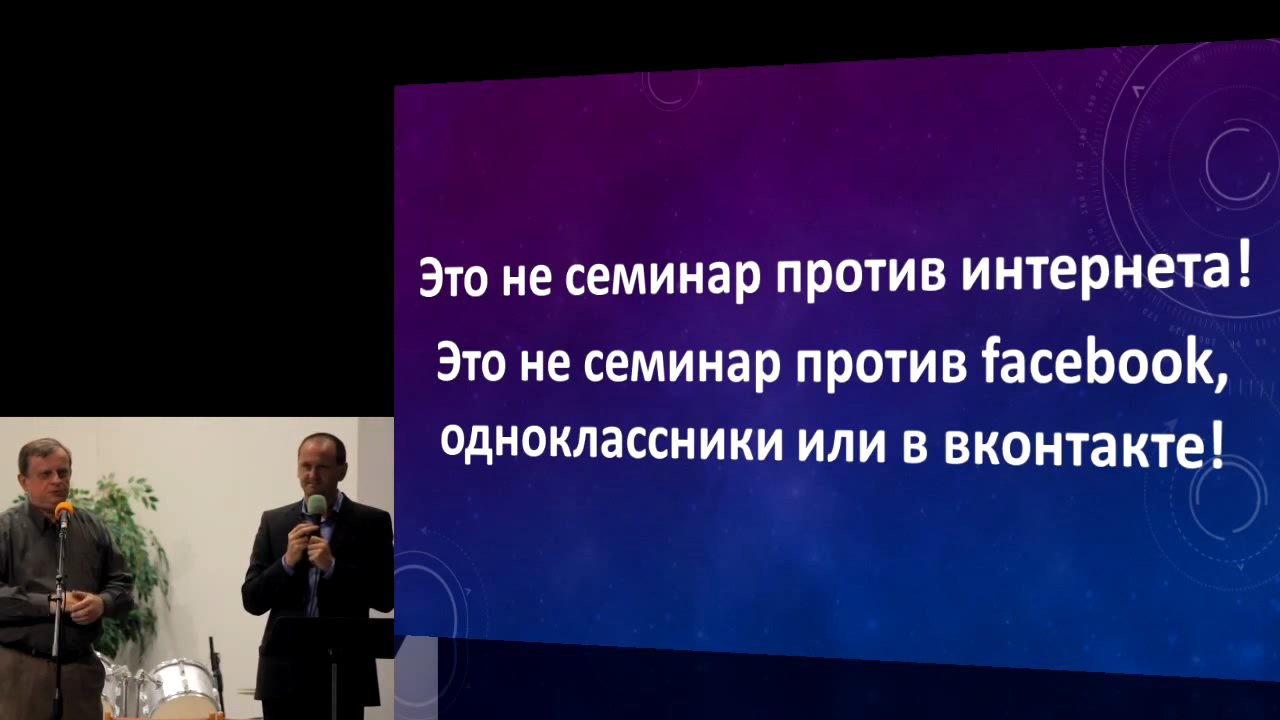 Это не семинар против интернета!
Это не семинар против facebook,
одноклассники или в вконтакте!